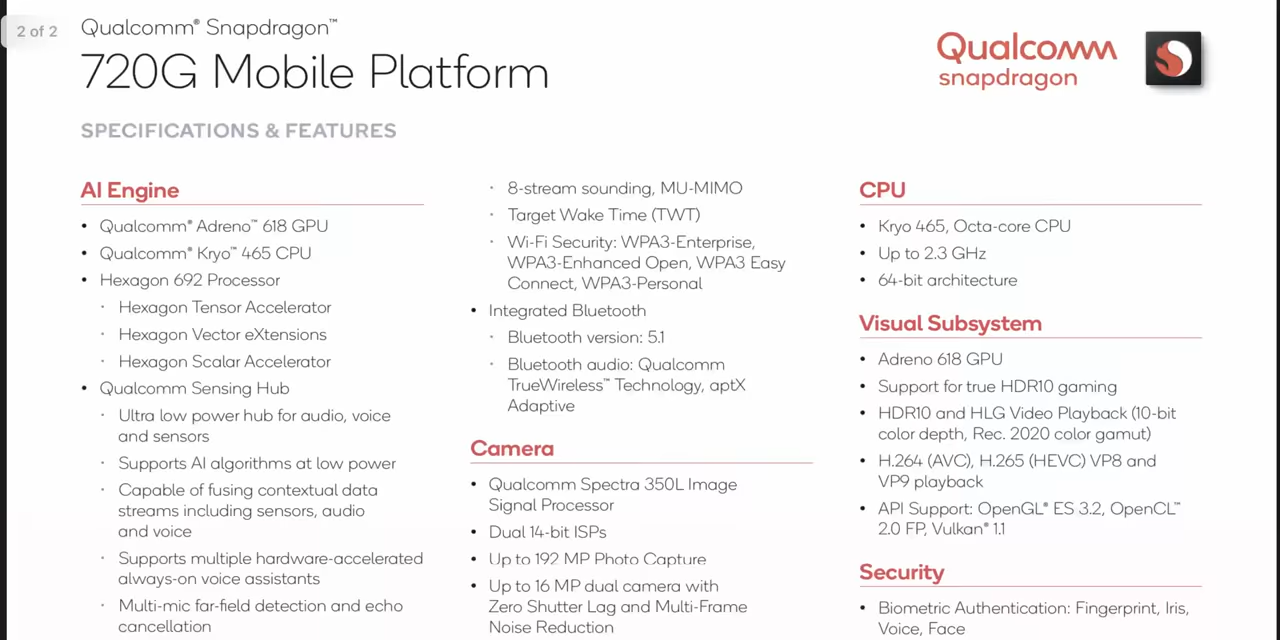 2 of 2
Qualcomm® Snapdragon™
720G Mobile Platform
Qualcomm
snapdragon
SPECIFICATIONS & FEATURES
AI Engine
• Qualcomm® Adreno™ 618 GPU
• Qualcomm® Kryo™ 465 CPU
• Hexagon 692 Processor
· Hexagon Tensor Accelerator
· Hexagon Vector eXtensions
· Hexagon Scalar Accelerator
• Qualcomm Sensing Hub
· Ultra low power hub for audio, voice
and sensors
· Supports AI algorithms at low power
· Capable of fusing contextual data
streams including sensors, audio
and voice
· Supports multiple hardware-accelerated
always-on voice assistants
· Multi-mic far-field detection and echo
cancellation
· 8-stream sounding, MU-MIMO
· Target Wake Time (TWT)
· Wi-Fi Security: WPA3-Enterprise,
WPA3-Enhanced Open, WPA3 Easy
Connect, WPA3-Personal
• Integrated Bluetooth
· Bluetooth version: 5.1
· Bluetooth audio: Qualcomm
TrueWireless™ Technology, aptX
Adaptive
Camera
• Qualcomm Spectra 350L Image
Signal Processor
• Dual 14-bit ISPs
• Up to 192 MP Photo Capture
• Up to 16 MP dual camera with
Zero Shutter Lag and Multi-Frame
Noise Reduction
CPU
• Kryo 465, Octa-core CPU
• Up to 2.3 GHz
• 64-bit architecture
Visual Subsystem
• Adreno 618 GPU
• Support for true HDR10 gaming
• HDR10 and HLG Video Playback (10-bit
color depth, Rec. 2020 color gamut)
• H.264 (AVC), H.265 (HEVC) VP8 and
VP9 playback
• API Support: OpenGL® ES 3.2, OpenCL™
2.0 FP, Vulkan® 1.1
Security
• Biometric Authentication: Fingerprint, Iris,
Voice, Face